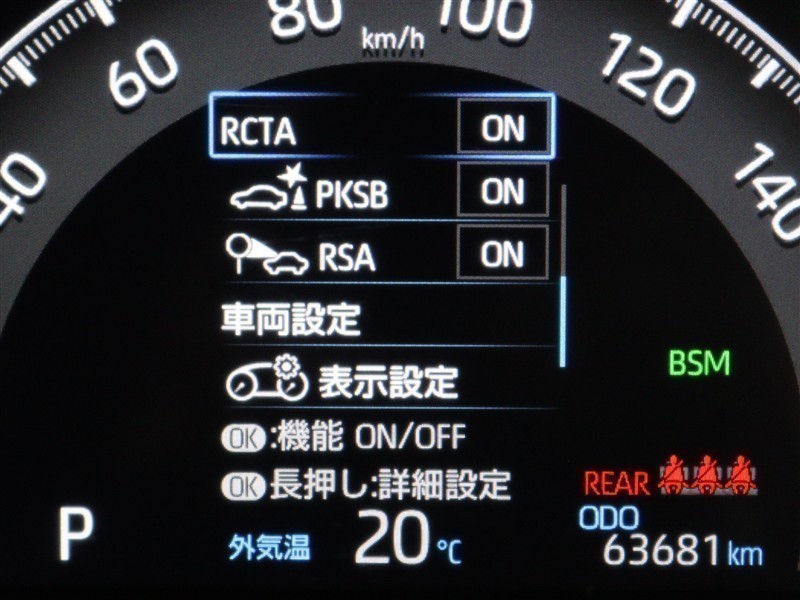 80
km/h
100
60
120
40
140
RCTA ON
PKSB ON
RSA ON
車両設定
表示設定
BSM
OK:機能 ON/OFF
OK長押し:詳細設定
REAR
ODO
P
外気温 20℃
63681km